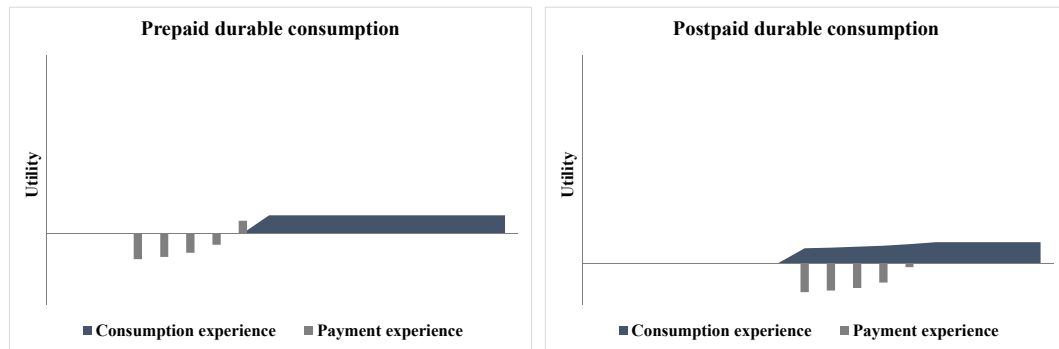 Prepaid durable consumption
Utility
Consumption experience Payment experience
Postpaid durable consumption
Utility
Consumption experience Payment experience